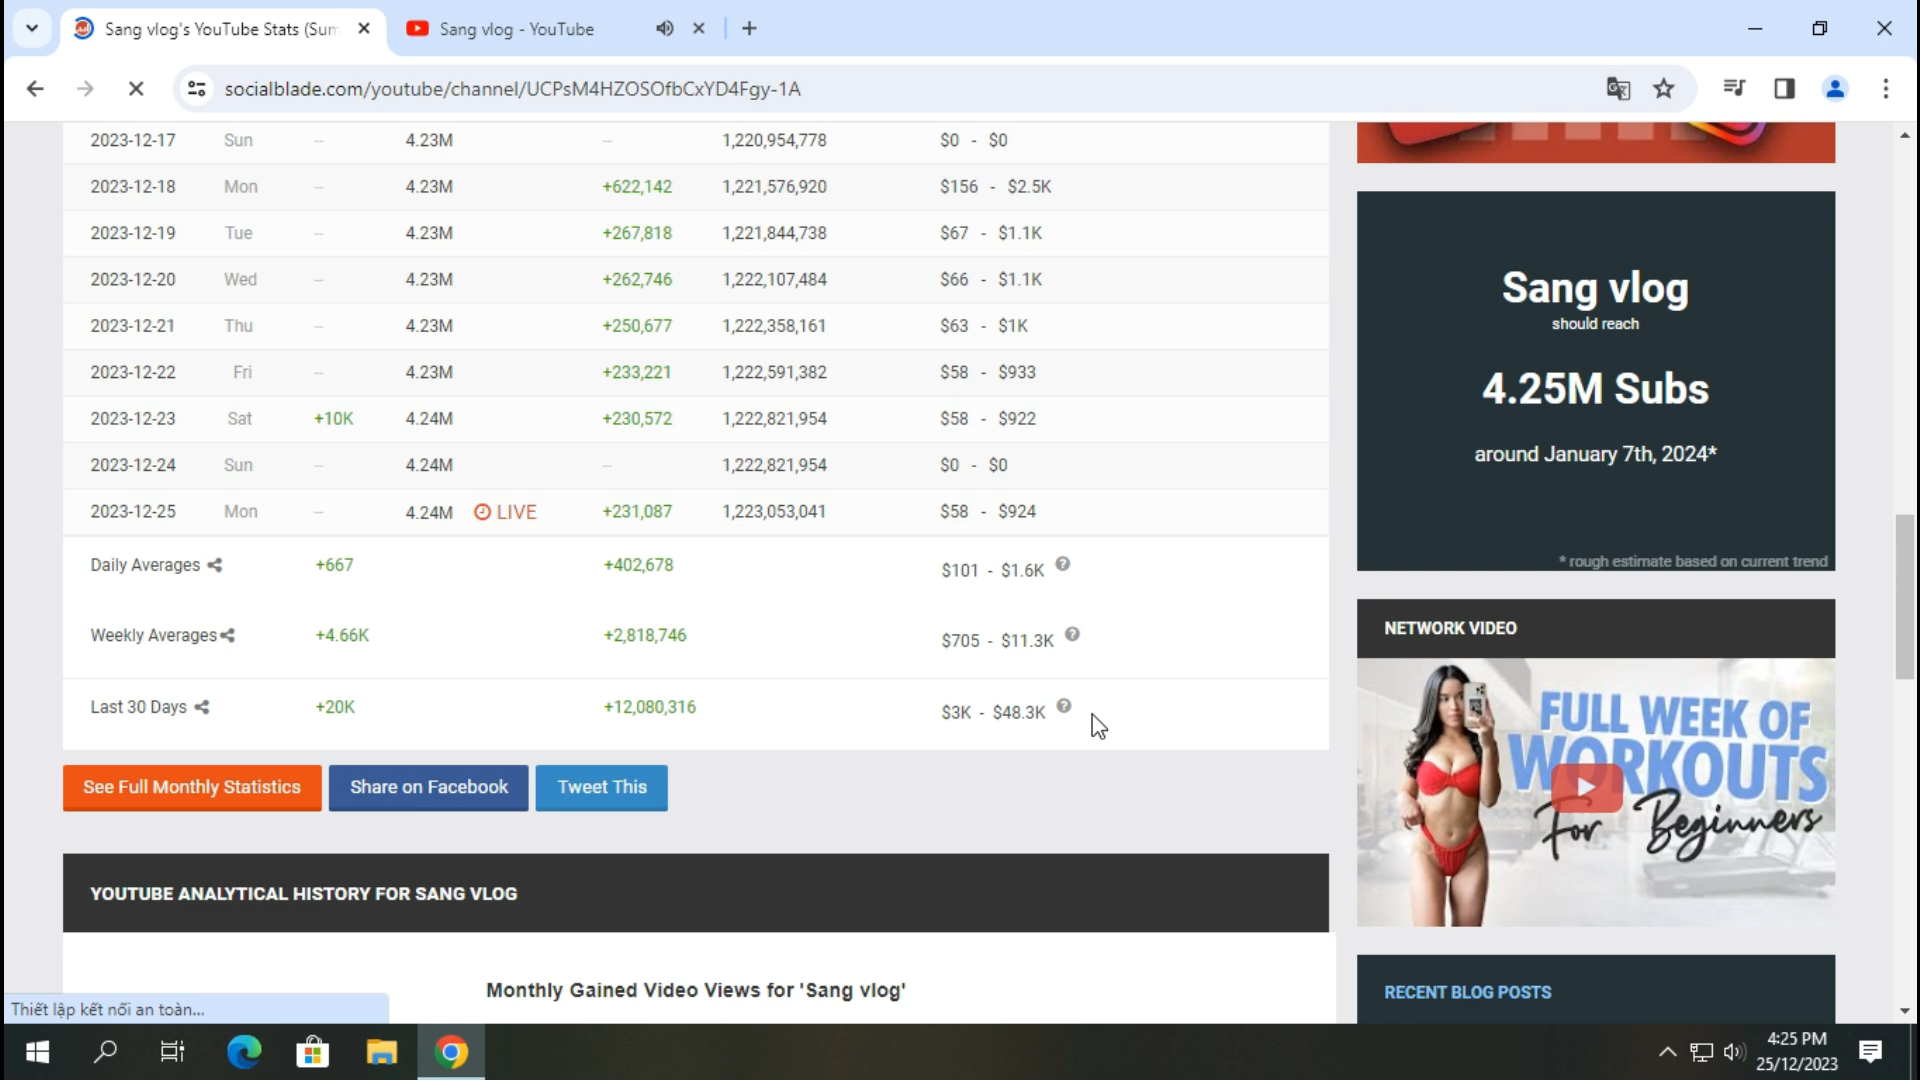 Sang vlog's YouTube Stats (Sum
Sang vlog - YouTube
socialblade.com/youtube/channel/UCPsM4HZOSOfbCxYD4Fgy-1A
2023-12-17 Sun -- 4.23M -- 1,220,954,778 $0 - $0
2023-12-18 Mon -- 4.23M +622,142 1,221,576,920 $156 - $2.5K
2023-12-19 Tue -- 4.23M +267,818 1,221,844,738 $67 - $1.1K
2023-12-20 Wed -- 4.23M +262,746 1,222,107,484 $66 - $1.1K
2023-12-21 Thu -- 4.23M +250,677 1,222,358,161 $63 - $1K
2023-12-22 Fri -- 4.23M +233,221 1,222,591,382 $58 - $933
2023-12-23 Sat +10K 4.24M +230,572 1,222,821,954 $58 - $922
2023-12-24 Sun -- 4.24M -- 1,222,821,954 $0 - $0
2023-12-25 Mon -- 4.24M LIVE +231,087 1,223,053,041 $58 - $924
Daily Averages +667 +402,678 $101 - $1.6K
Weekly Averages +4.66K +2,818,746 $705 - $11.3K
Last 30 Days +20K +12,080,316 $3K - $48.3K
See Full Monthly Statistics
Share on Facebook
Tweet This
YOUTUBE ANALYTICAL HISTORY FOR SANG VLOG
Monthly Gained Video Views for 'Sang vlog'
Sang vlog
should reach
4.25M Subs
around January 7th, 2024*
* rough estimate based on current trend
NETWORK VIDEO
FULL WEEK OF
WORKOUTS
For Beginners
RECENT BLOG POSTS
Thiết lập kết nối an toàn...
4:25 PM
25/12/2023